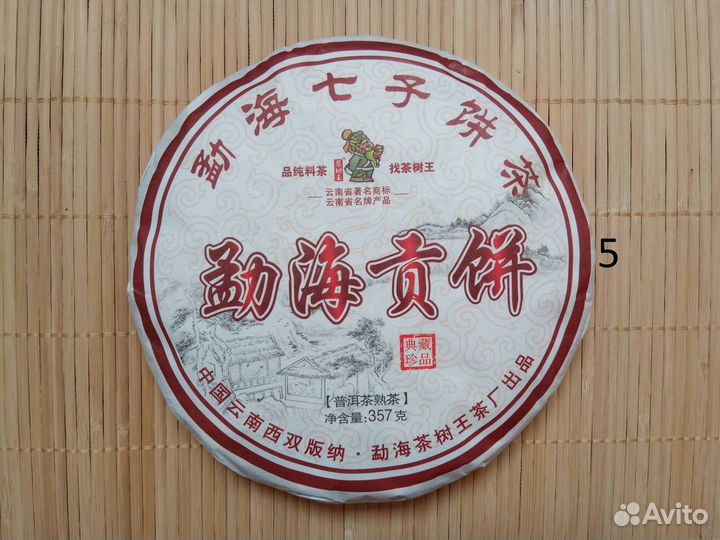 勐海七子饼茶
品纯料茶 茶树王 找茶树王
云南省著名商标
云南省名牌产品
勐海贡饼
5
典藏
珍品
【普洱茶熟茶】
净含量:357克
中国云南西双版纳·勐海茶树王茶厂出品
Avito